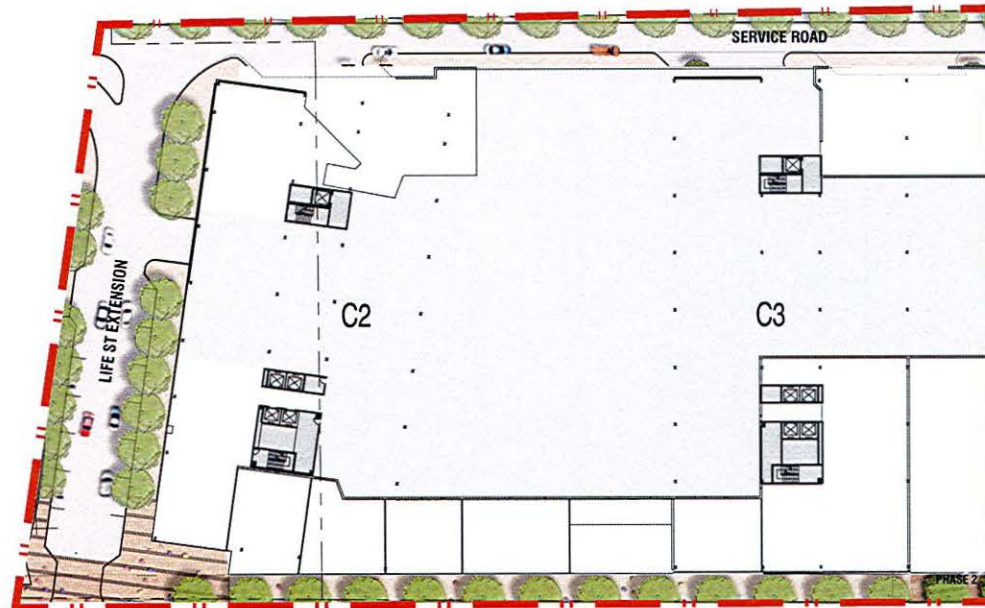 SERVICE ROAD
LIFE ST EXTENSION
C2
C3
PHASE 2